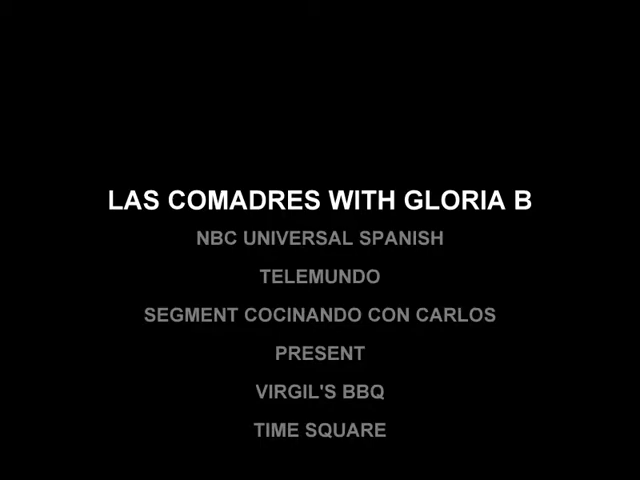 LAS COMADRES WITH GLORIA B
NBC UNIVERSAL SPANISH
TELEMUNDO
SEGMENT COCINANDO CON CARLOS
PRESENT
VIRGIL'S BBQ
TIME SQUARE